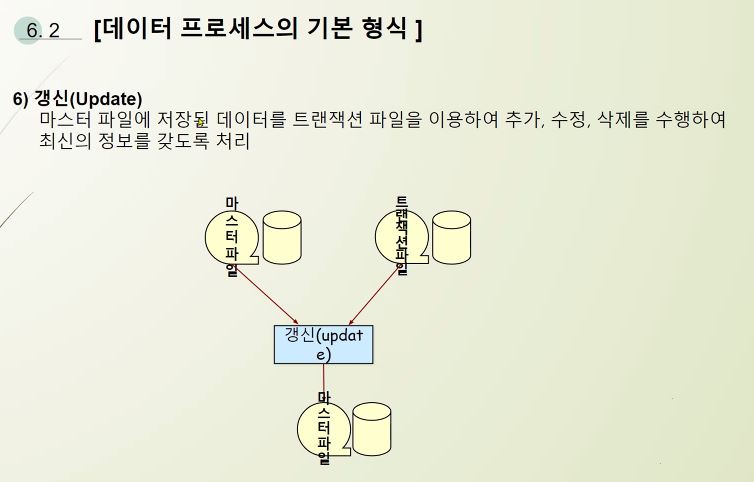 6. 2 [데이터 프로세스의 기본 형식 ]
6) 갱신(Update)
마스터 파일에 저장된 데이터를 트랜잭션 파일을 이용하여 추가, 수정, 삭제를 수행하여
최신의 정보를 갖도록 처리
마
스
터
파
일
트
랜
잭
션
파
일
갱신(updat
e)
마
스
터
파
일